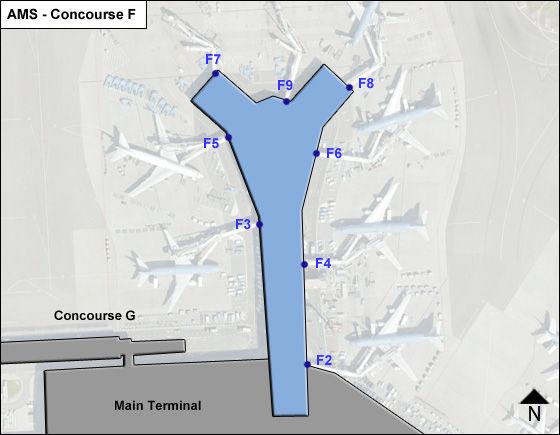 AMS - Concourse F
F7
F9
F8
F5
F6
F3
F4
Concourse G
F2
Main Terminal
N